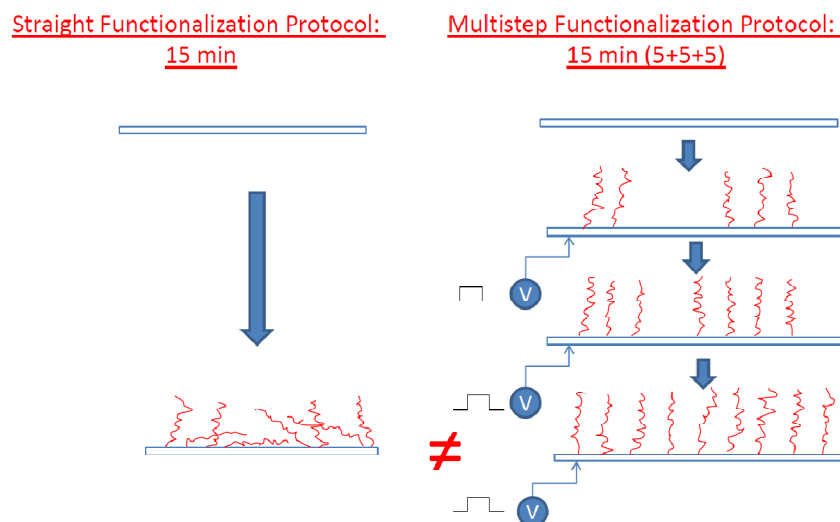 Straight Functionalization Protocol:
15 min
Multistep Functionalization Protocol:
15 min (5+5+5)
V
V
≠
V